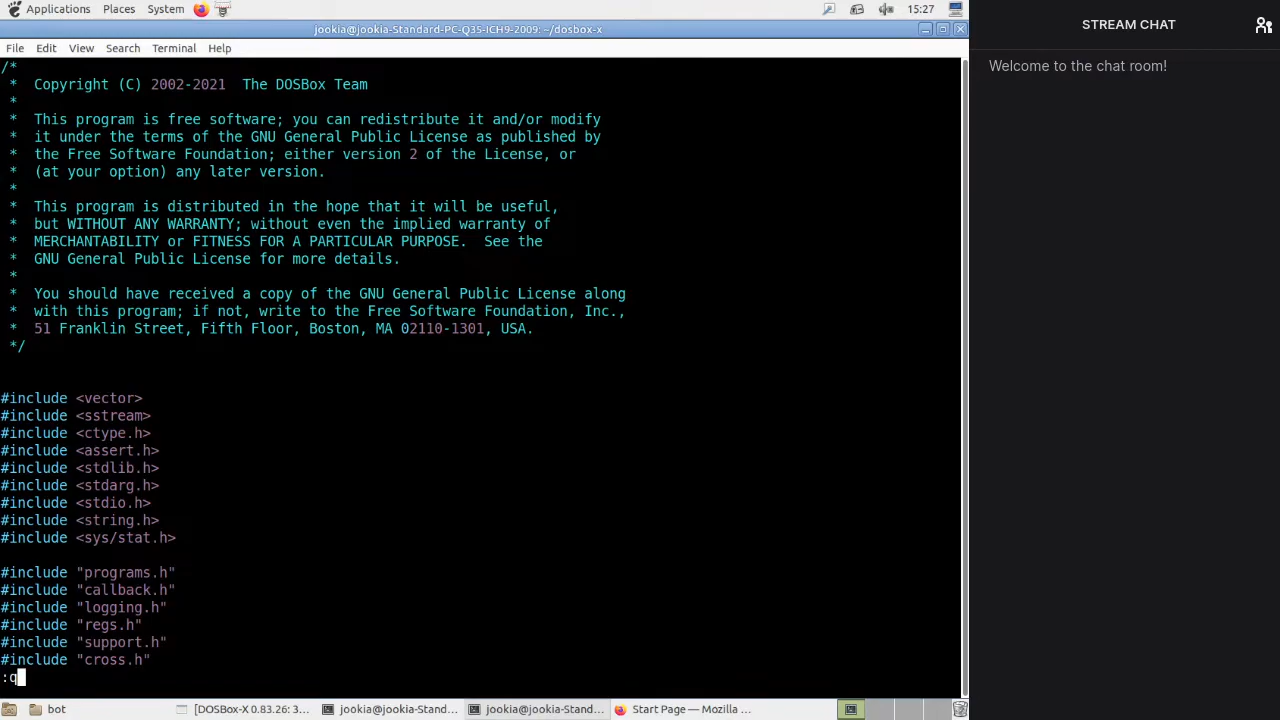 Applications Places System 15:27
jookia@jookia-Standard-PC-Q35-ICH9-2009: ~/dosbox-x
File Edit View Search Terminal Help
/*
 *  Copyright (C) 2002-2021  The DOSBox Team
 *
 *  This program is free software; you can redistribute it and/or modify
 *  it under the terms of the GNU General Public License as published by
 *  the Free Software Foundation; either version 2 of the License, or
 *  (at your option) any later version.
 *
 *  This program is distributed in the hope that it will be useful,
 *  but WITHOUT ANY WARRANTY; without even the implied warranty of
 *  MERCHANTABILITY or FITNESS FOR A PARTICULAR PURPOSE.  See the
 *  GNU General Public License for more details.
 *
 *  You should have received a copy of the GNU General Public License along
 *  with this program; if not, write to the Free Software Foundation, Inc.,
 *  51 Franklin Street, Fifth Floor, Boston, MA 02110-1301, USA.
 */
#include <vector>
#include <sstream>
#include <ctype.h>
#include <assert.h>
#include <stdlib.h>
#include <stdarg.h>
#include <stdio.h>
#include <string.h>
#include <sys/stat.h>
#include "programs.h"
#include "callback.h"
#include "logging.h"
#include "regs.h"
#include "support.h"
#include "cross.h"
:q
bot [DOSBox-X 0.83.26: 3... jookia@jookia-Stand... jookia@jookia-Stand... Start Page — Mozilla ...
STREAM CHAT
Welcome to the chat room!